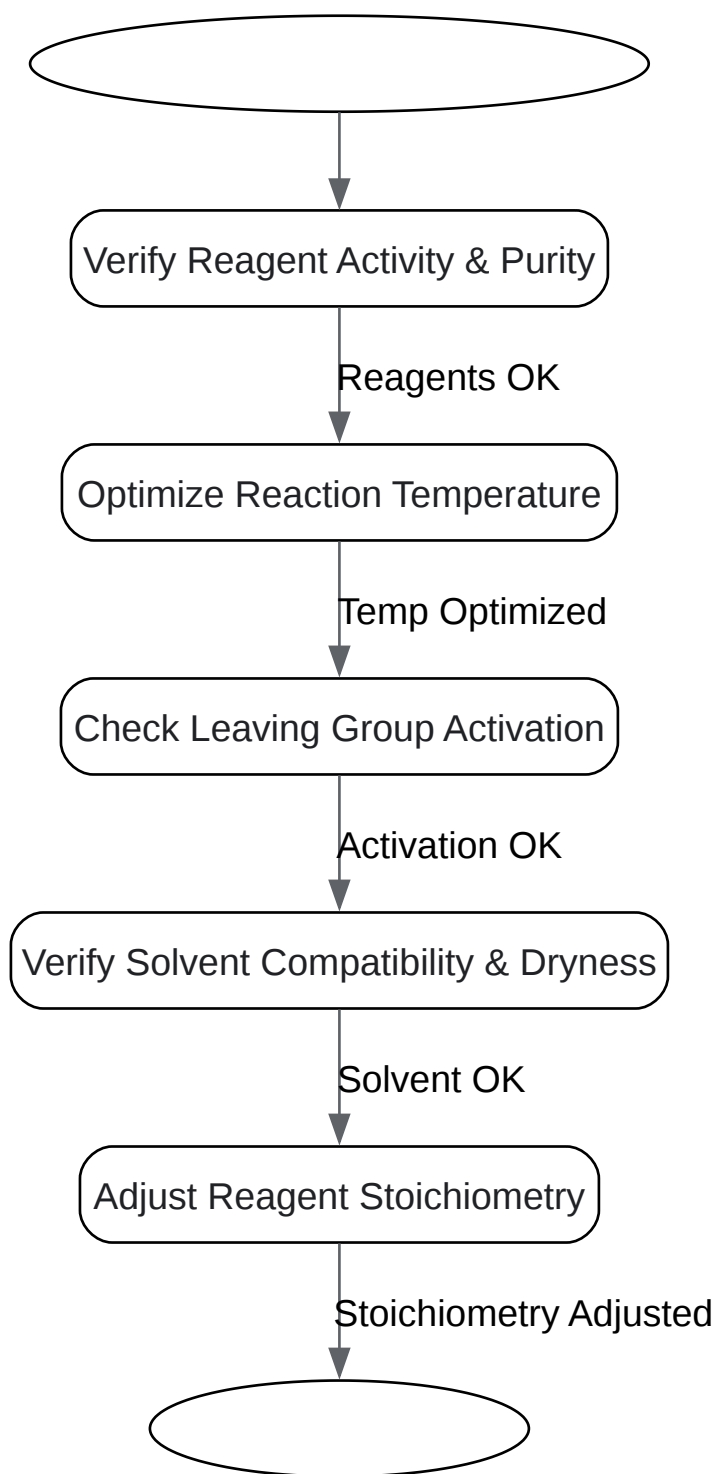 Verify Reagent Activity & Purity
Reagents OK
Optimize Reaction Temperature
Temp Optimized
Check Leaving Group Activation
Activation OK
Verify Solvent Compatibility & Dryness
Solvent OK
Adjust Reagent Stoichiometry
Stoichiometry Adjusted